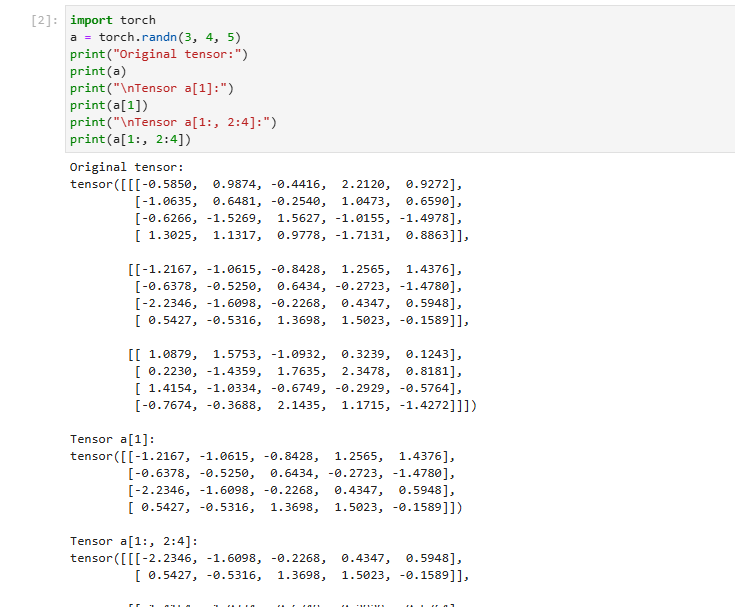 [2]: import torch
a = torch.randn(3, 4, 5)
print("Original tensor:")
print(a)
print("\nTensor a[1]:")
print(a[1])
print("\nTensor a[1:, 2:4]:")
print(a[1:, 2:4])
Original tensor:
tensor([[[-0.5850,  0.9874, -0.4416,  2.2120,  0.9272],
         [-1.0635,  0.6481, -0.2540,  1.0473,  0.6590],
         [-0.6266, -1.5269,  1.5627, -1.0155, -1.4978],
         [ 1.3025,  1.1317,  0.9778, -1.7131,  0.8863]],
        [[-1.2167, -1.0615, -0.8428,  1.2565,  1.4376],
         [-0.6378, -0.5250,  0.6434, -0.2723, -1.4780],
         [-2.2346, -1.6098, -0.2268,  0.4347,  0.5948],
         [ 0.5427, -0.5316,  1.3698,  1.5023, -0.1589]],
        [[ 1.0879,  1.5753, -1.0932,  0.3239,  0.1243],
         [ 0.2230, -1.4359,  1.7635,  2.3478,  0.8181],
         [ 1.4154, -1.0334, -0.6749, -0.2929, -0.5764],
         [-0.7674, -0.3688,  2.1435,  1.1715, -1.4272]]])
Tensor a[1]:
tensor([[-1.2167, -1.0615, -0.8428,  1.2565,  1.4376],
        [-0.6378, -0.5250,  0.6434, -0.2723, -1.4780],
        [-2.2346, -1.6098, -0.2268,  0.4347,  0.5948],
        [ 0.5427, -0.5316,  1.3698,  1.5023, -0.1589]])
Tensor a[1:, 2:4]:
tensor([[[-2.2346, -1.6098, -0.2268,  0.4347,  0.5948],
         [ 0.5427, -0.5316,  1.3698,  1.5023, -0.1589]],